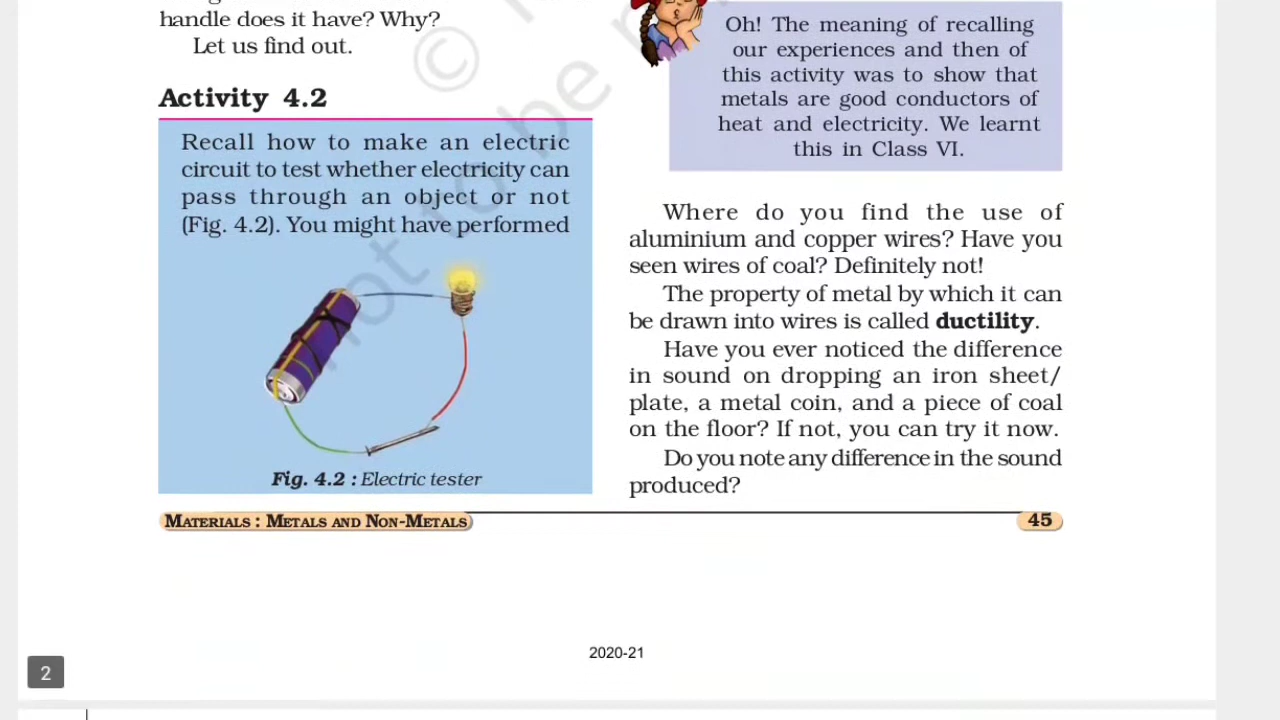 handle does it have? Why?
Let us find out.
Activity 4.2
Recall how to make an electric
circuit to test whether electricity can
pass through an object or not
(Fig. 4.2). You might have performed
Fig. 4.2 : Electric tester
Oh! The meaning of recalling
our experiences and then of
this activity was to show that
metals are good conductors of
heat and electricity. We learnt
this in Class VI.
Where do you find the use of
aluminium and copper wires? Have you
seen wires of coal? Definitely not!
The property of metal by which it can
be drawn into wires is called ductility.
Have you ever noticed the difference
in sound on dropping an iron sheet/
plate, a metal coin, and a piece of coal
on the floor? If not, you can try it now.
Do you note any difference in the sound
produced?
MATERIALS : METALS AND NON-METALS
45
2020-21
2
©
not to be